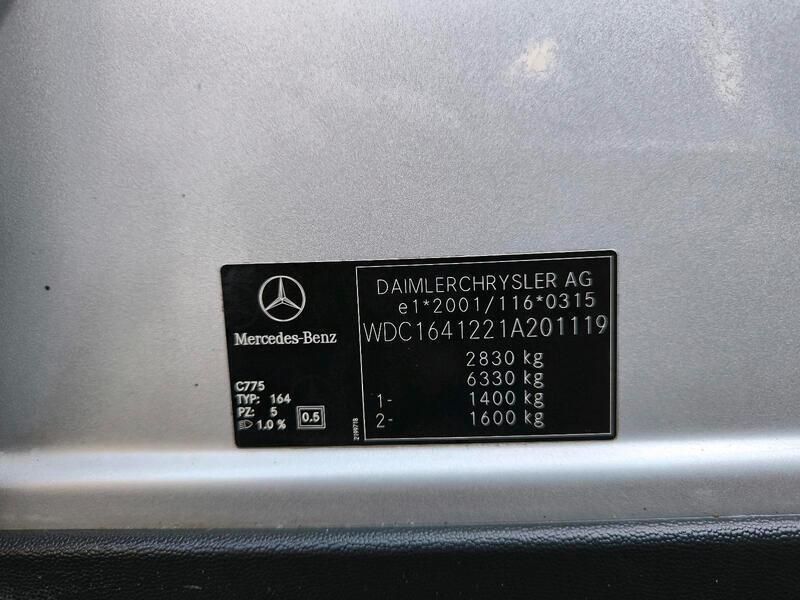 Mercedes-Benz
C775
TYP: 164
PZ: 5
1.0 %
0.5
2199718
DAIMLERCHRYSLER AG
e1*2001/116*0315
WDC1641221A201119
2830 kg
6330 kg
1- 1400 kg
2- 1600 kg